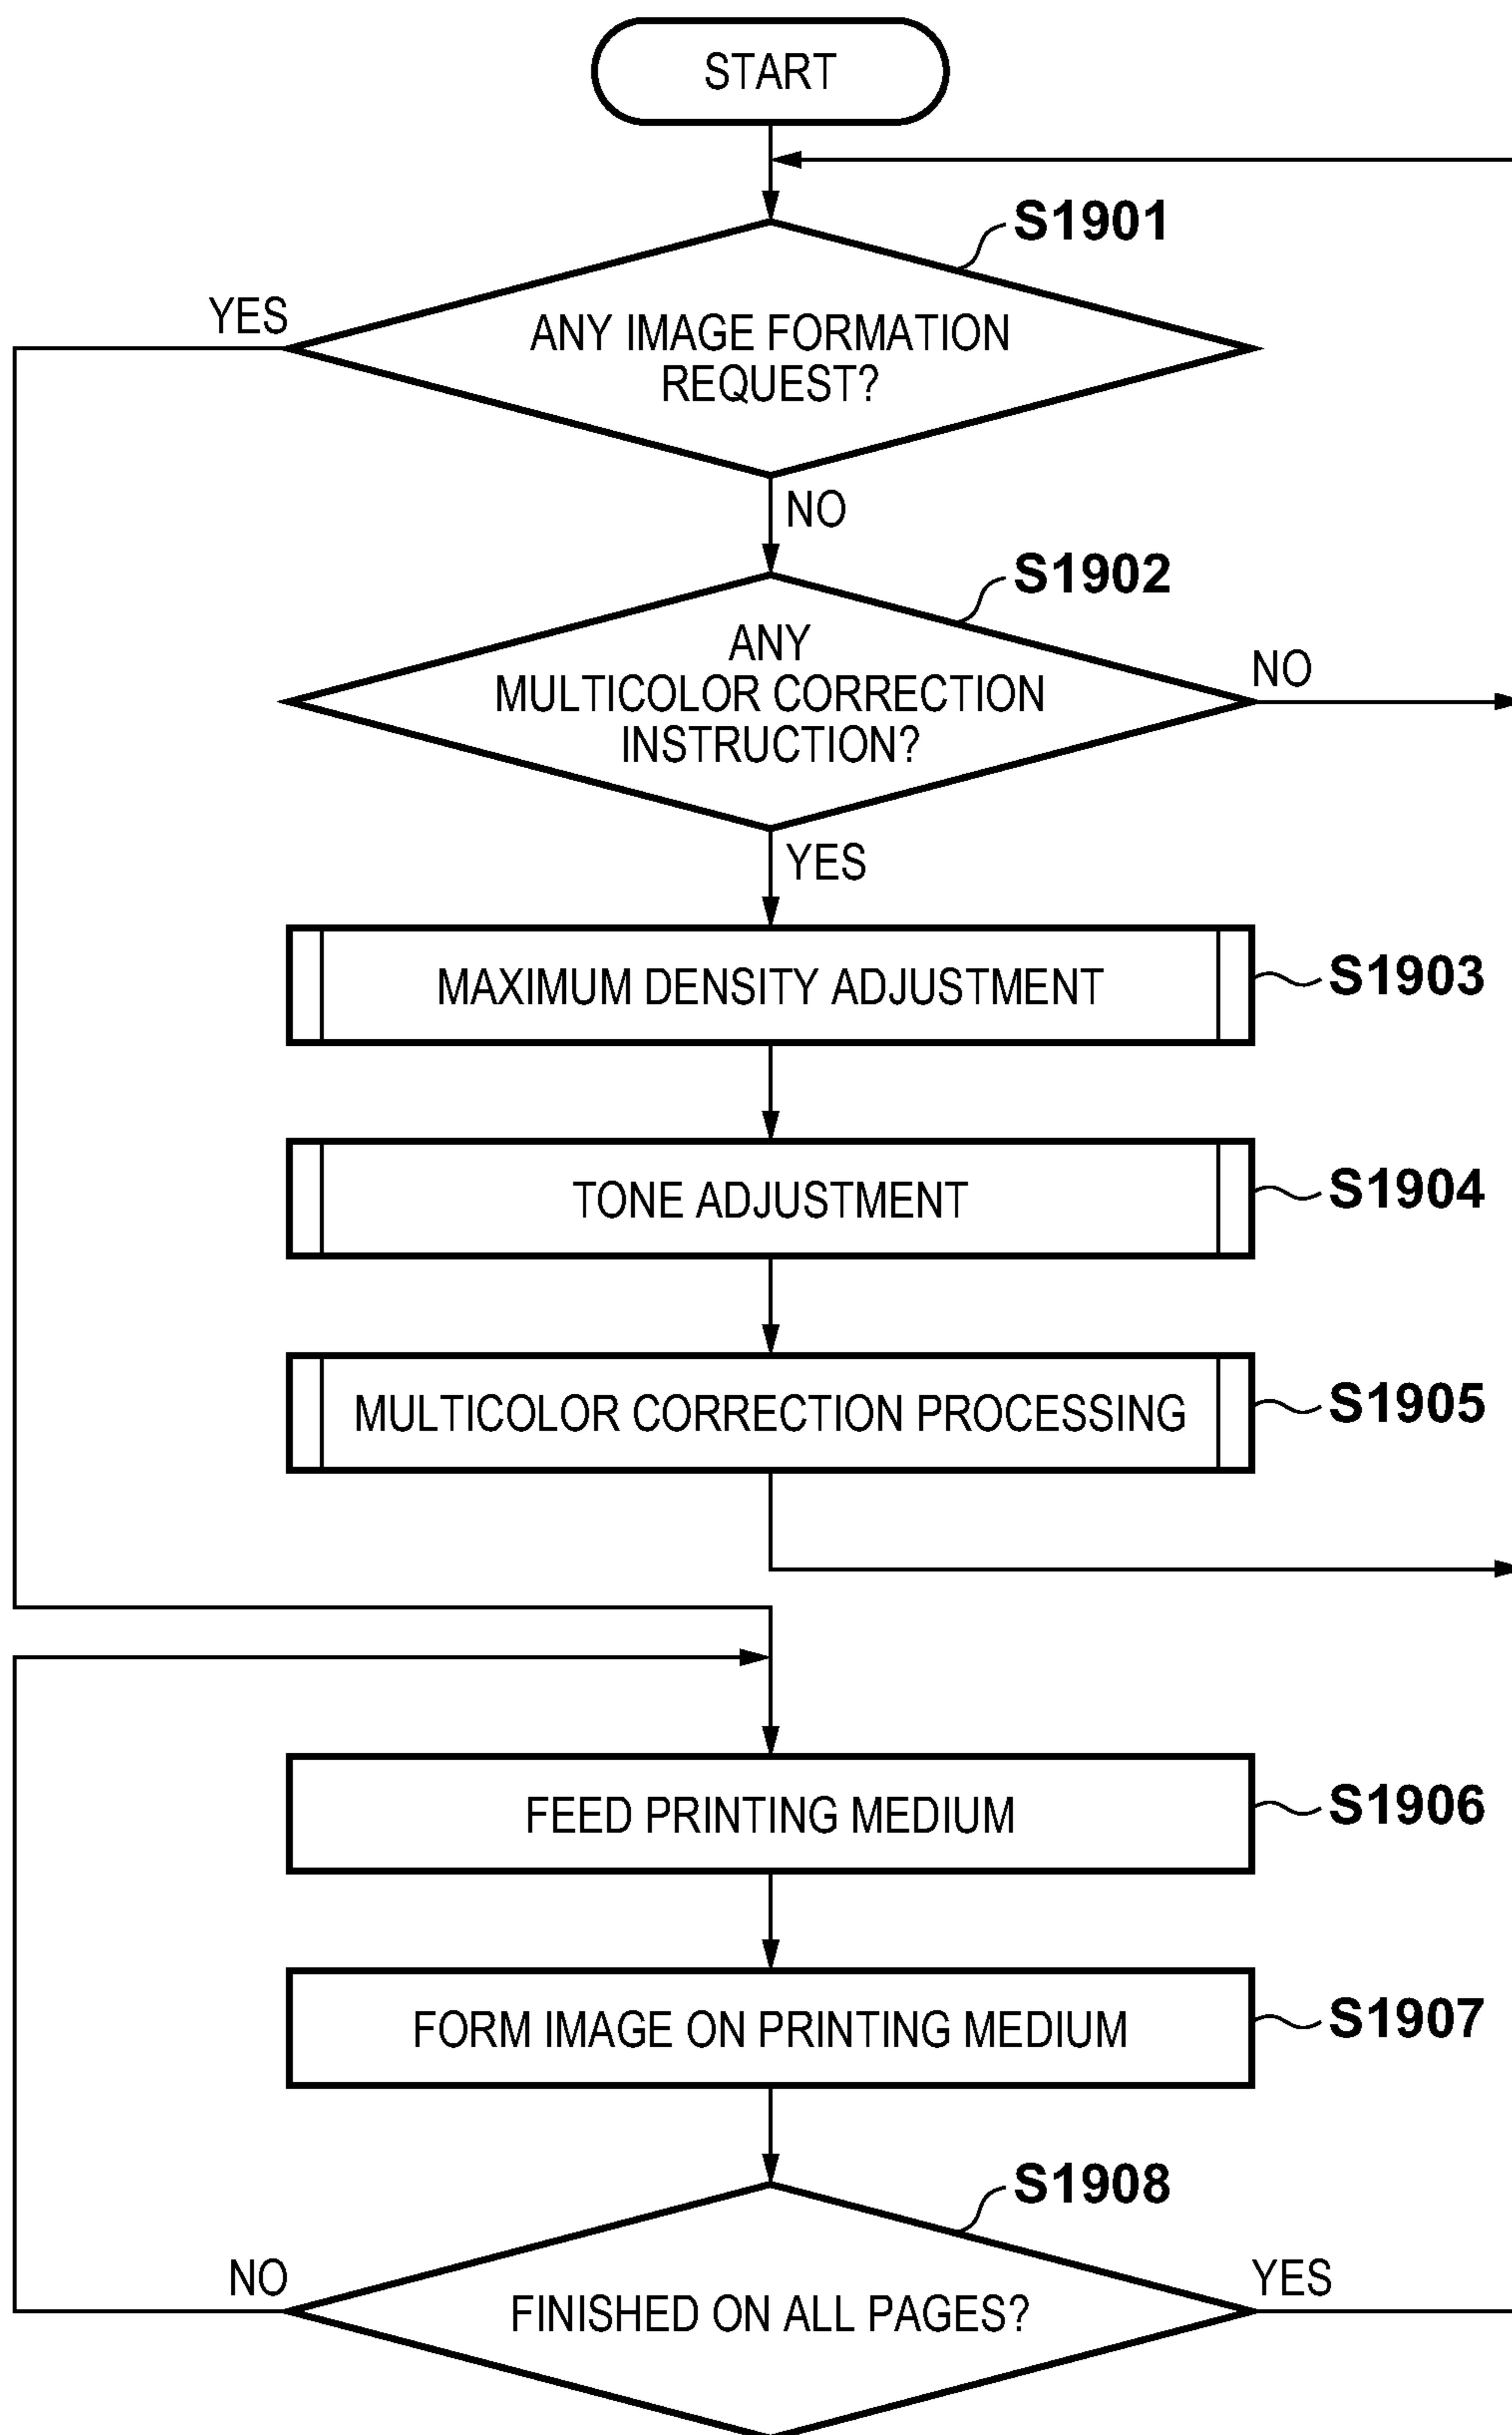 START
S1901
YES
ANY IMAGE FORMATION
REQUEST?
NO
S1902
ANY
MULTICOLOR CORRECTION
INSTRUCTION?
NO
YES
MAXIMUM DENSITY ADJUSTMENT
S1903
TONE ADJUSTMENT
S1904
MULTICOLOR CORRECTION PROCESSING
S1905
FEED PRINTING MEDIUM
S1906
FORM IMAGE ON PRINTING MEDIUM
S1907
S1908
NO
FINISHED ON ALL PAGES?
YES